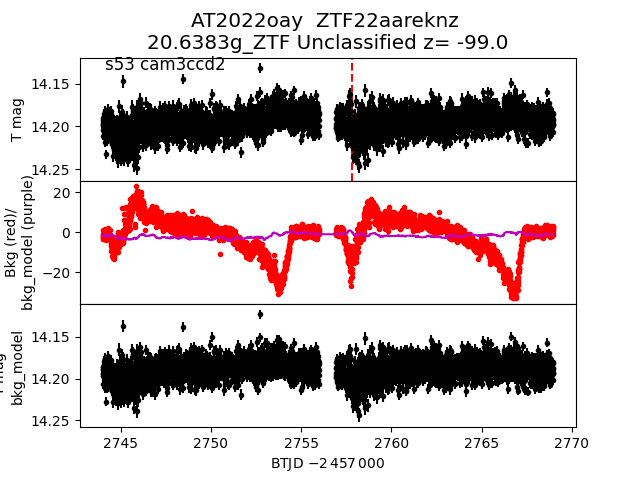 AT2022oay  ZTF22aareknz
20.6383g_ZTF Unclassified z= -99.0
s53 cam3ccd2
T mag
14.15
14.20
14.25
Bkg (red)/
bkg_model (purple)
20
0
−20
bkg_model
14.15
14.20
14.25
2745
2750
2755
2760
2765
2770
BTJD −2 457 000